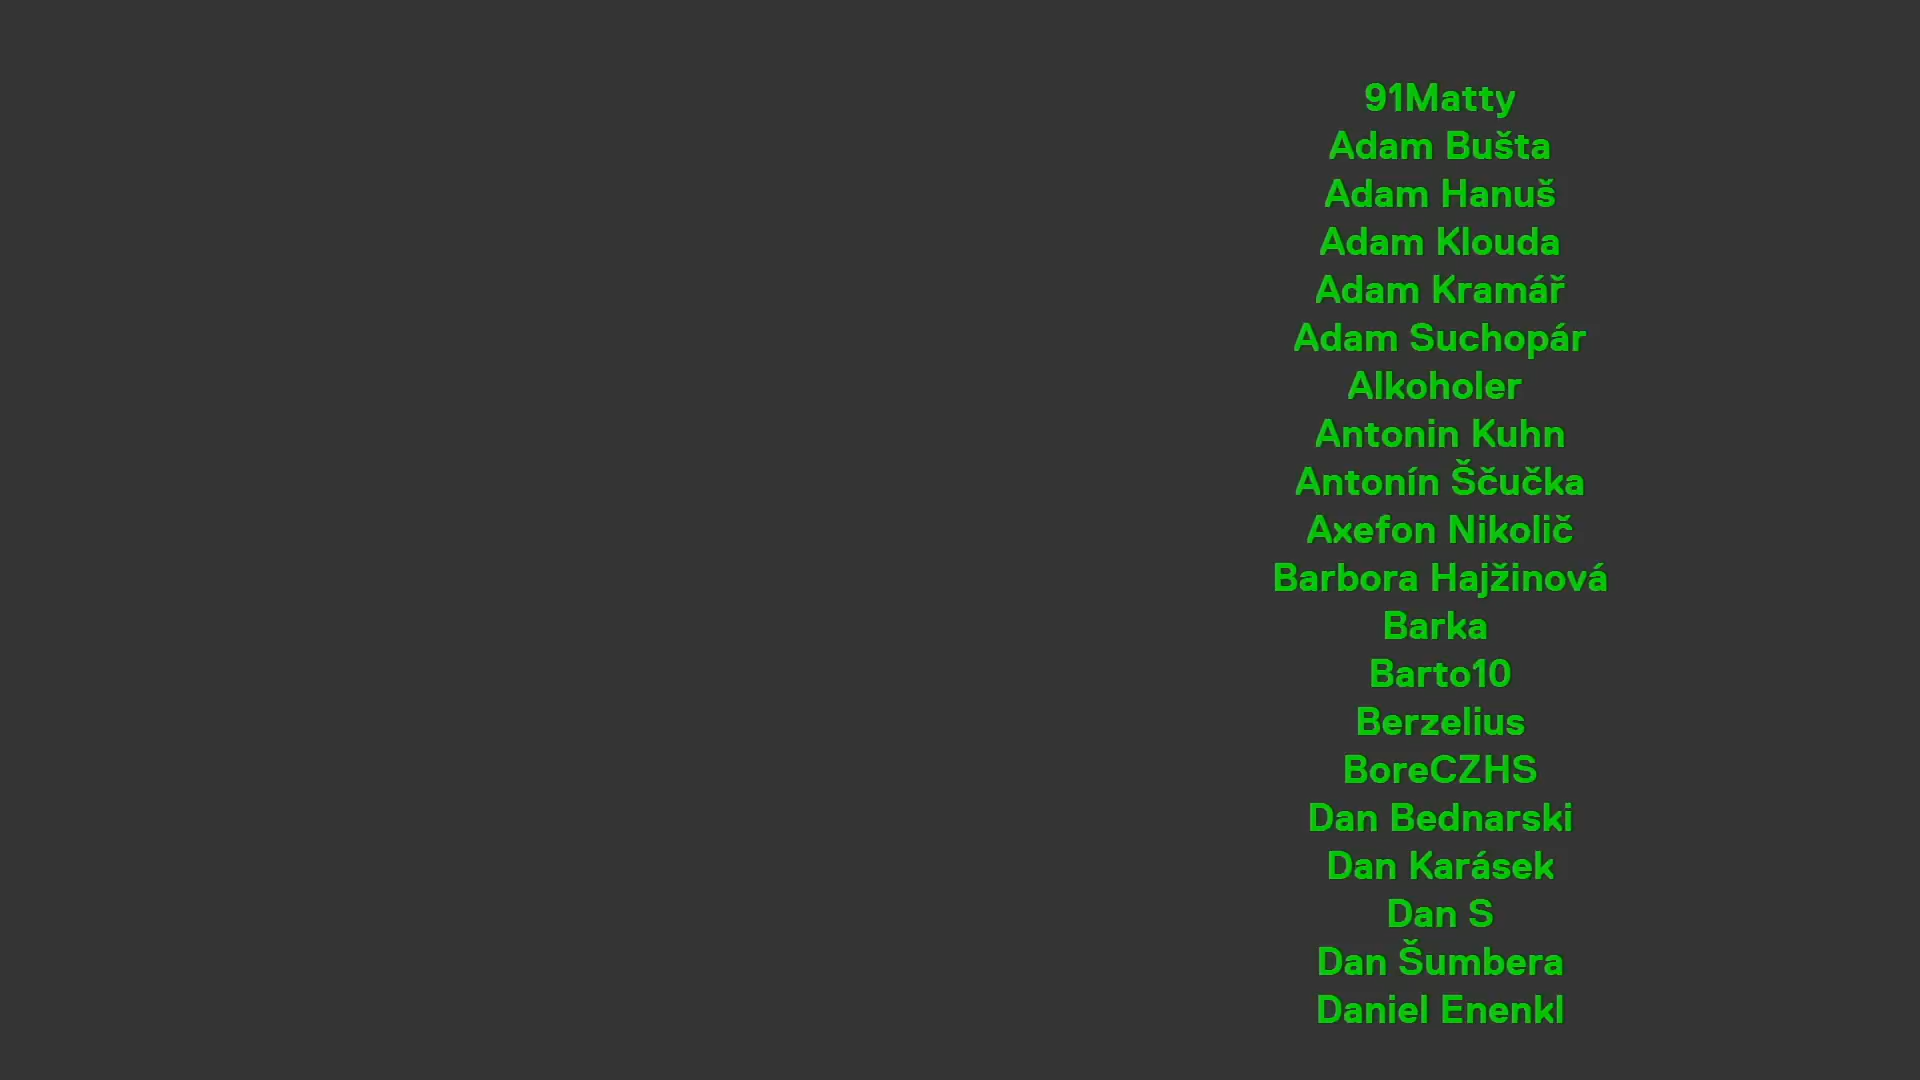 91Matty
Adam Bušta
Adam Hanuš
Adam Klouda
Adam Kramář
Adam Suchopár
Alkoholer
Antonin Kuhn
Antonín Ščučka
Axefon Nikolič
Barbora Hajžinová
Barka
Barto10
Berzelius
BoreCZHS
Dan Bednarski
Dan Karásek
Dan S
Dan Šumbera
Daniel Enenkl